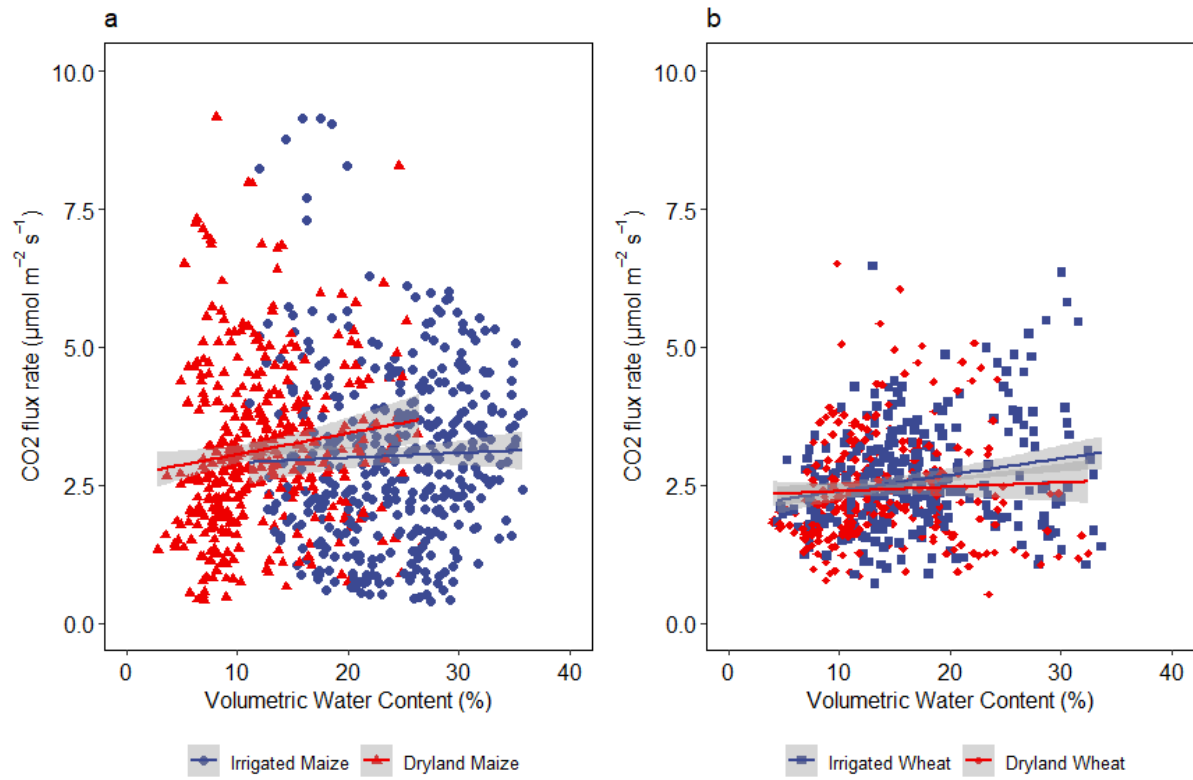 a
CO2 flux rate (µmol m⁻² s⁻¹)
10.0
7.5
5.0
2.5
0.0
0 10 20 30 40
Volumetric Water Content (%)
Irrigated Maize Dryland Maize
b
CO2 flux rate (µmol m⁻² s⁻¹)
10.0
7.5
5.0
2.5
0.0
0 10 20 30 40
Volumetric Water Content (%)
Irrigated Wheat Dryland Wheat